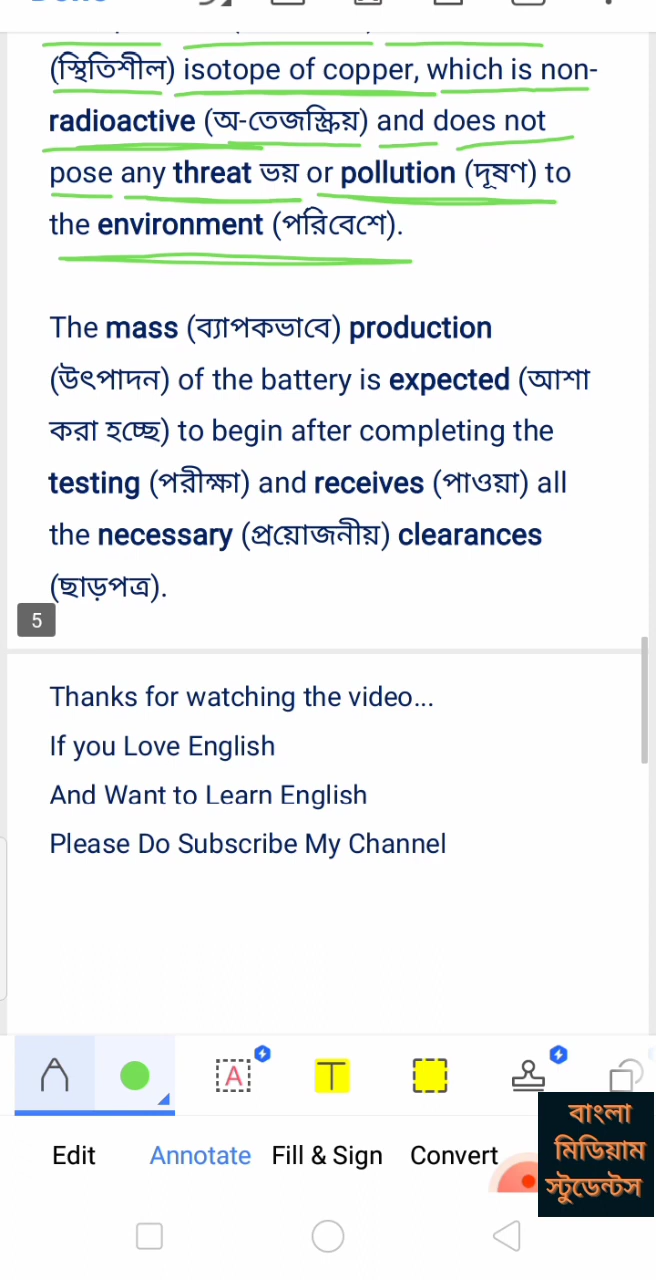 (স্থিতিশীল) isotope of copper, which is non-
radioactive (অ-তেজস্ক্রিয়) and does not
pose any threat ভয় or pollution (দূষণ) to
the environment (পরিবেশে).
The mass (ব্যাপকভাবে) production
(উৎপাদন) of the battery is expected (আশা
করা হচ্ছে) to begin after completing the
testing (পরীক্ষা) and receives (পাওয়া) all
the necessary (প্রয়োজনীয়) clearances
(ছাড়পত্র).
5
Thanks for watching the video...
If you Love English
And Want to Learn English
Please Do Subscribe My Channel
A
T
Edit Annotate Fill & Sign Convert
বাংলা
মিডিয়াম
স্টুডেন্টস